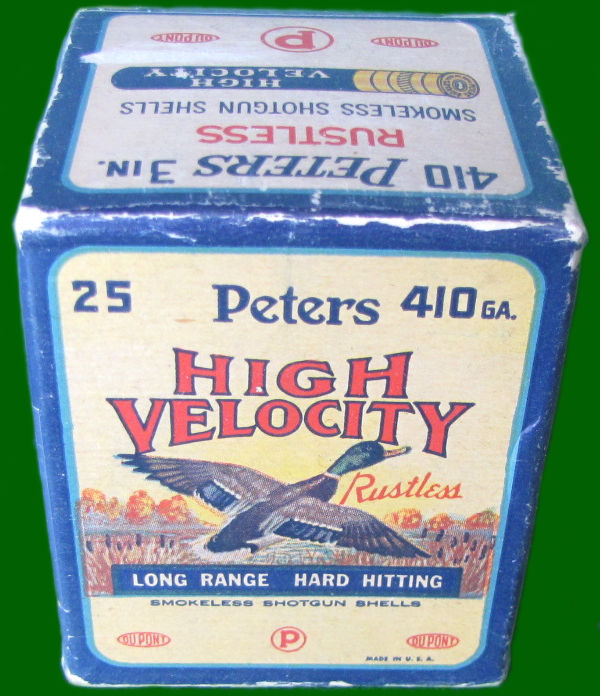 DU PONT P DU PONT
HIGH
VELOCITY
SMOKELESS SHOTGUN SHELLS
RUSTLESS
410 PETERS 3 IN.
25 Peters 410 GA.
HIGH
VELOCITY
Rustless
LONG RANGE HARD HITTING
SMOKELESS SHOTGUN SHELLS
DU PONT P DU PONT
MADE IN U.S.A.